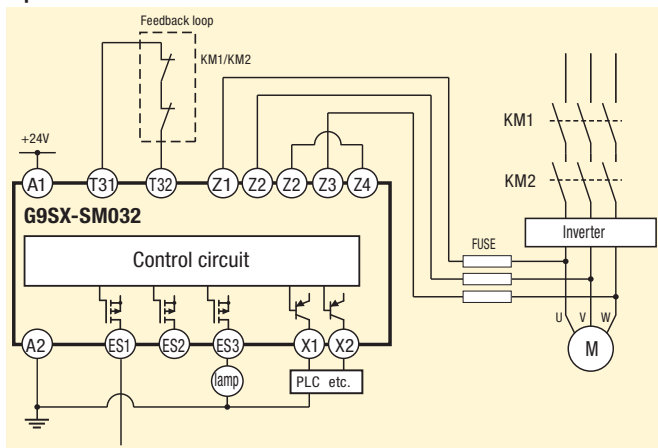 Feedback loop
KM1/KM2
+24V
A1 T31 T32 Z1 Z2 Z2 Z3 Z4
KM1
KM2
G9SX-SM032
Control circuit
FUSE
Inverter
U V W
M
A2 ES1 ES2 ES3 X1 X2
lamp
PLC etc.